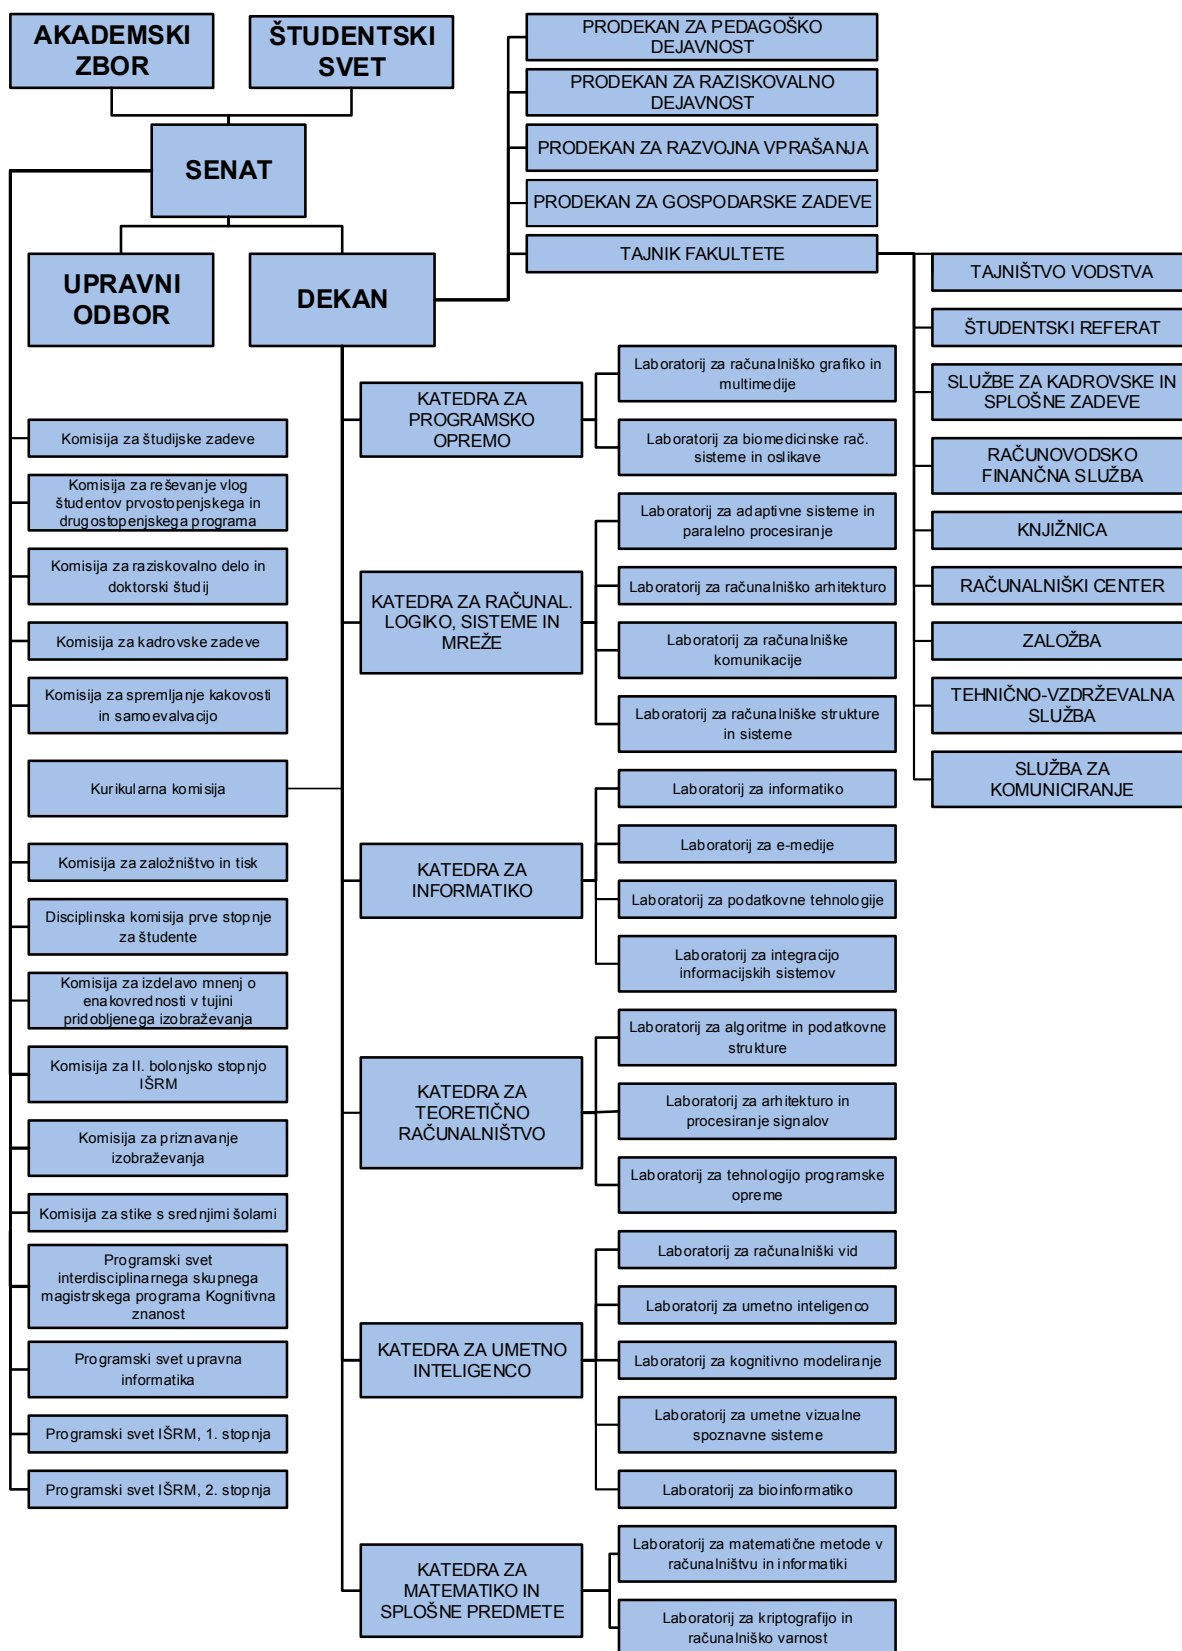 AKADEMSKI
ZBOR
ŠTUDENTSKI
SVET
SENAT
UPRAVNI
ODBOR
DEKAN
PRODEKAN ZA PEDAGOŠKO
DEJAVNOST
PRODEKAN ZA RAZISKOVALNO
DEJAVNOST
PRODEKAN ZA RAZVOJNA VPRAŠANJA
PRODEKAN ZA GOSPODARSKE ZADEVE
TAJNIK FAKULTETE
TAJNIŠTVO VODSTVA
ŠTUDENTSKI REFERAT
SLUŽBE ZA KADROVSKE IN
SPLOŠNE ZADEVE
RAČUNOVODSKO
FINANČNA SLUŽBA
KNJIŽNICA
RAČUNALNIŠKI CENTER
ZALOŽBA
TEHNIČNO-VZDRŽEVALNA
SLUŽBA
SLUŽBA ZA
KOMUNICIRANJE
Komisija za študijske zadeve
Komisija za reševanje vlog
študentov prvostopenjskega in
drugostopenjskega programa
Komisija za raziskovalno delo in
doktorski študij
Komisija za kadrovske zadeve
Komisija za spremljanje kakovosti
in samoevalvacijo
Kurikularna komisija
Komisija za založništvo in tisk
Disciplinska komisija prve stopnje
za študente
Komisija za izdelavo mnenj o
enakovrednosti v tujini
pridobljenega izobraževanja
Komisija za II. bolonjsko stopnjo
IŠRM
Komisija za priznavanje
izobraževanja
Komisija za stike s srednjimi šolami
Programski svet
interdisciplinarnega skupnega
magistrskega programa Kognitivna
znanost
Programski svet upravna
informatika
Programski svet IŠRM, 1. stopnja
Programski svet IŠRM, 2. stopnja
KATEDRA ZA
PROGRAMSKO
OPREMO
Laboratorij za računalniško grafiko in
multimedije
Laboratorij za biomedicinske rač.
sisteme in oslikave
KATEDRA ZA RAČUNAL.
LOGIKO, SISTEME IN
MREŽE
Laboratorij za adaptivne sisteme in
paralelno procesiranje
Laboratorij za računalniško arhitekturo
Laboratorij za računalniške
komunikacije
Laboratorij za računalniške strukture
in sisteme
KATEDRA ZA
INFORMATIKO
Laboratorij za informatiko
Laboratorij za e-medije
Laboratorij za podatkovne tehnologije
Laboratorij za integracijo
informacijskih sistemov
KATEDRA ZA
TEORETIČNO
RAČUNALNIŠTVO
Laboratorij za algoritme in podatkovne
strukture
Laboratorij za arhitekturo in
procesiranje signalov
Laboratorij za tehnologijo programske
opreme
KATEDRA ZA UMETNO
INTELIGENCO
Laboratorij za računalniški vid
Laboratorij za umetno inteligenco
Laboratorij za kognitivno modeliranje
Laboratorij za umetne vizualne
spoznavne sisteme
Laboratorij za bioinformatiko
KATEDRA ZA
MATEMATIKO IN
SPLOŠNE PREDMETE
Laboratorij za matematične metode v
računalništvu in informatiki
Laboratorij za kriptografijo in
računalniško varnost